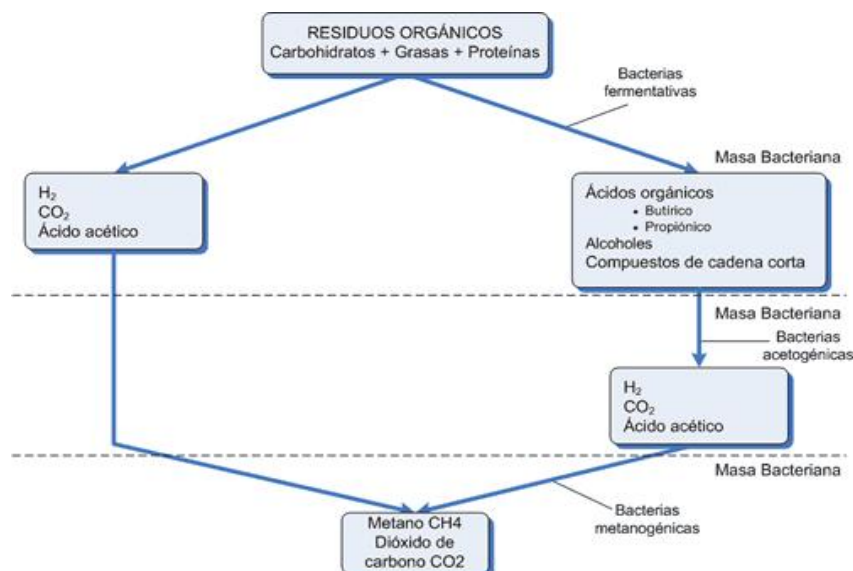 RESIDUOS ORGÁNICOS
Carbohidratos + Grasas + Proteínas
Bacterias
fermentativas
Masa Bacteriana
H₂
CO₂
Ácido acético
Ácidos orgánicos
• Butírico
• Propiónico
Alcoholes
Compuestos de cadena corta
Masa Bacteriana
Bacterias
acetogénicas
H₂
CO₂
Ácido acético
Masa Bacteriana
Bacterias
metanogénicas
Metano CH4
Dióxido de
carbono CO2